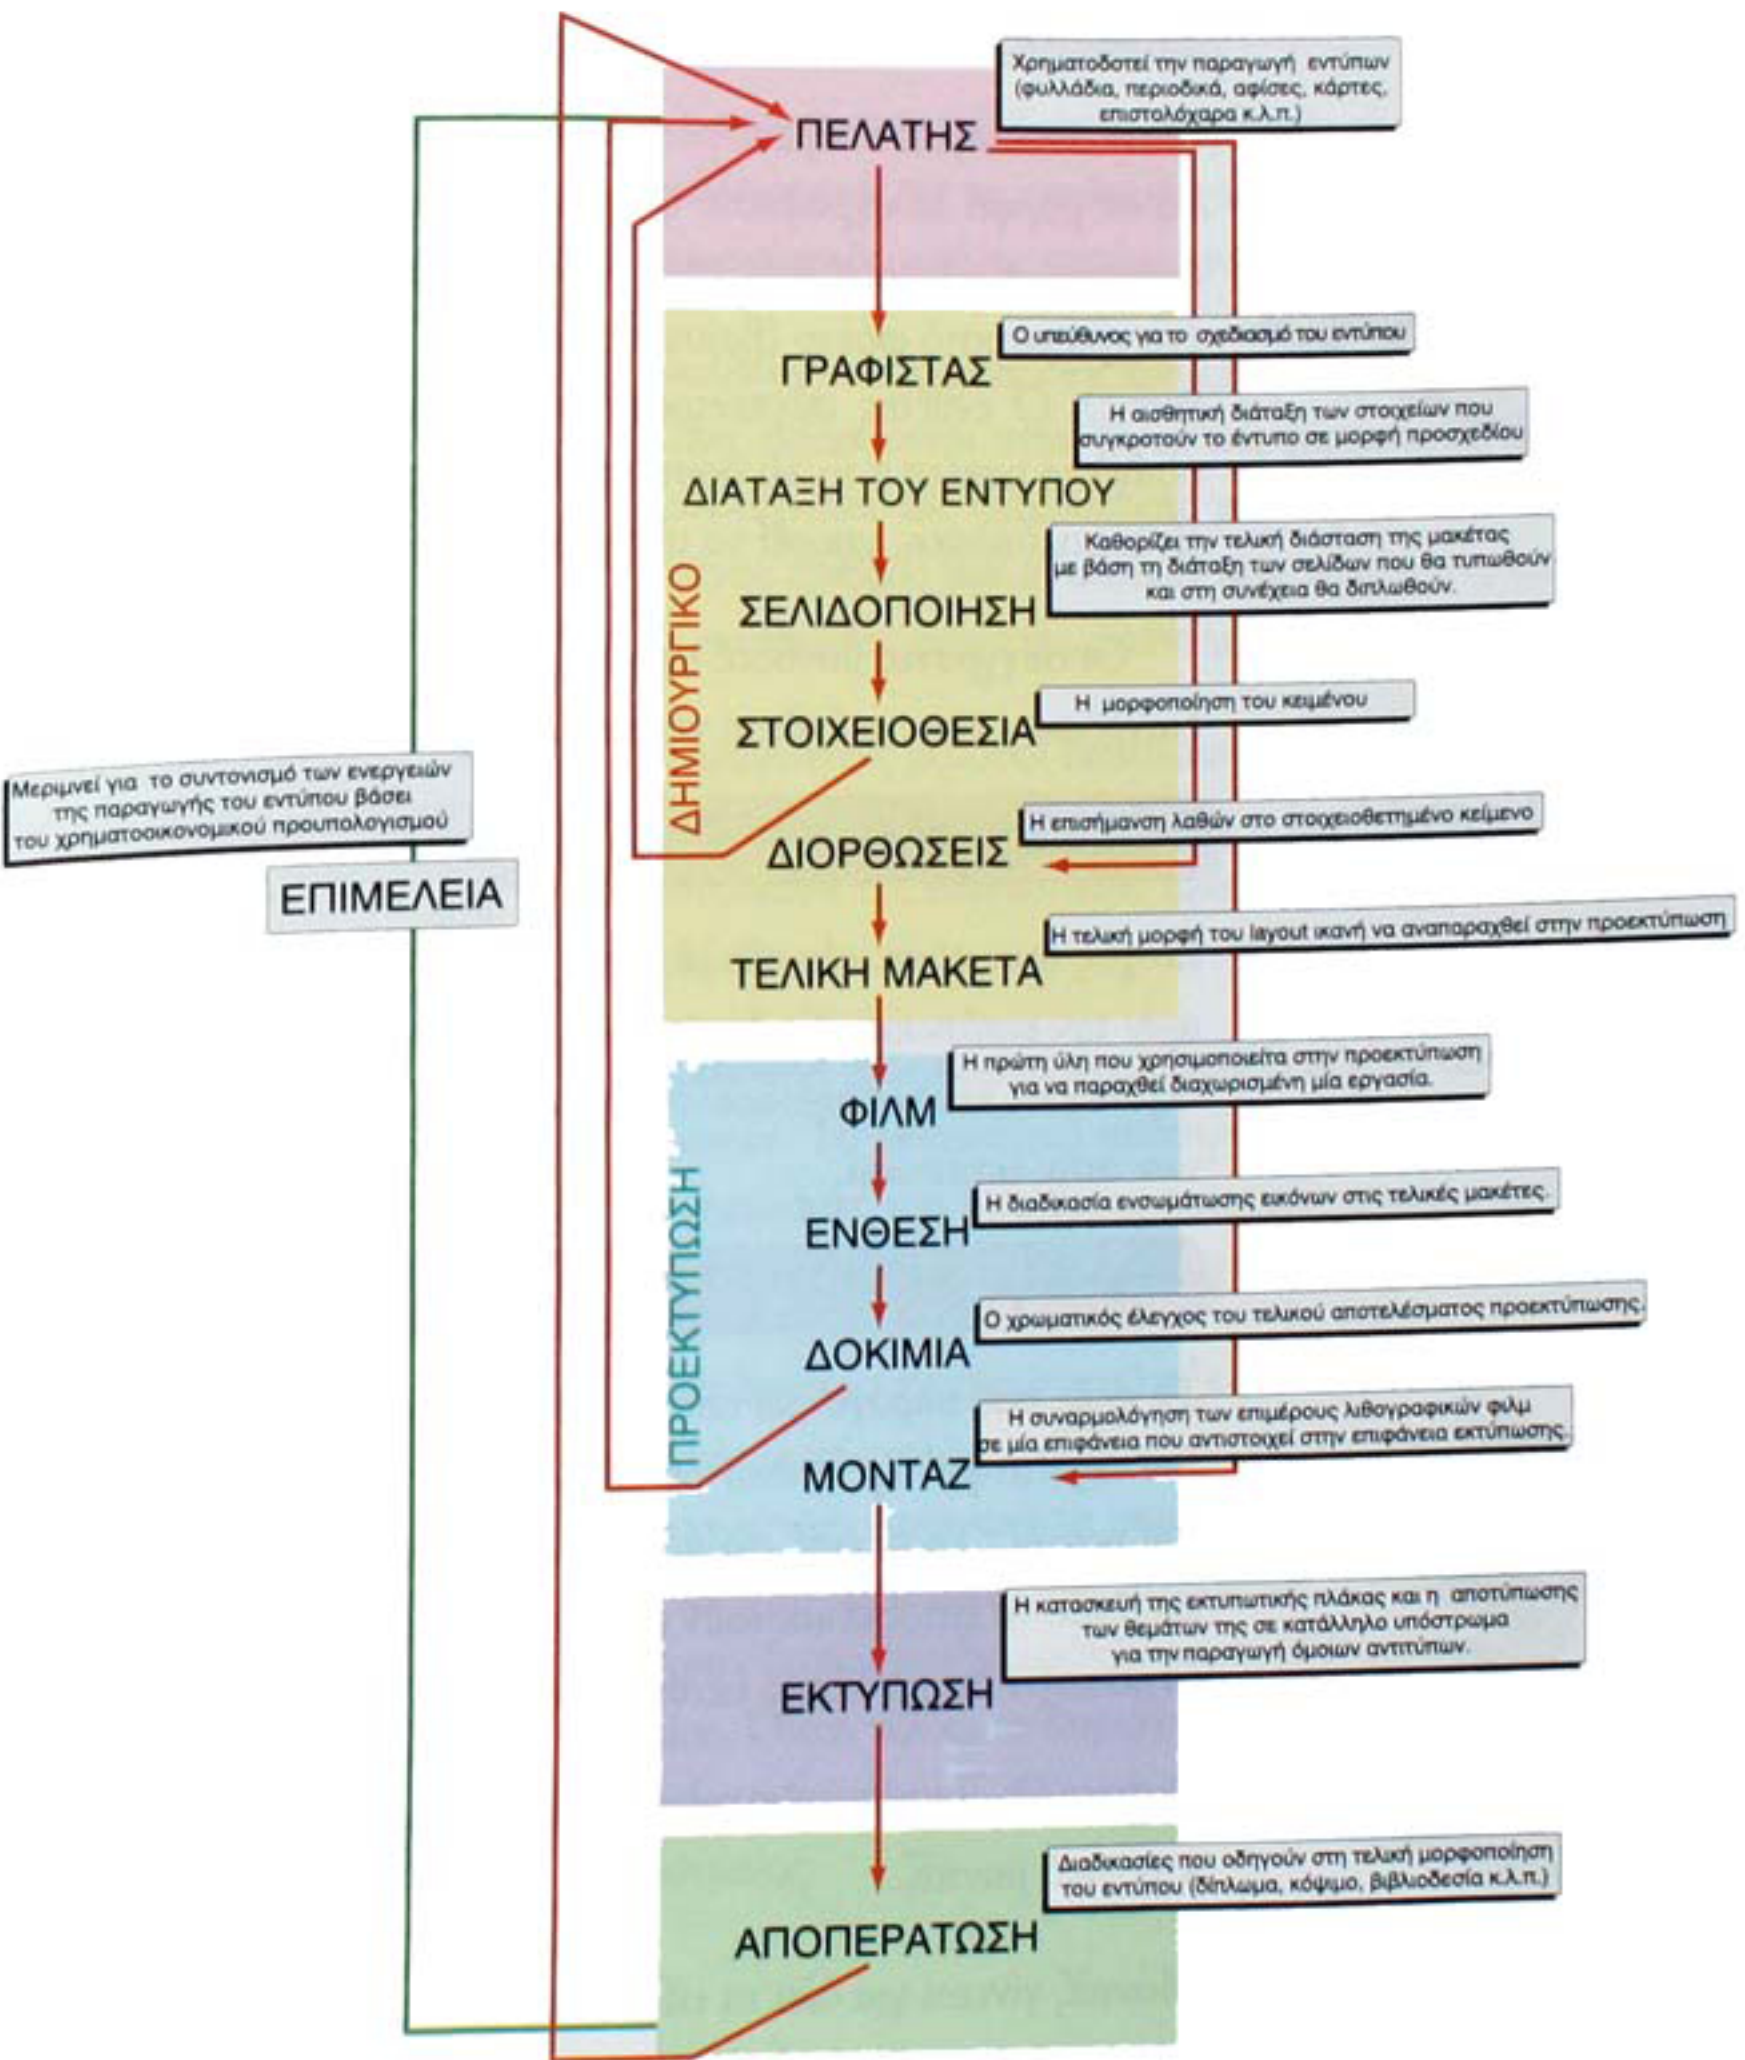 Χρηματοδοτεί την παραγωγή εντύπων
(φυλλάδια, περιοδικά, αφίσες, κάρτες,
επιστολόχαρα κ.λ.π.)
ΠΕΛΑΤΗΣ
Ο υπεύθυνος για το σχεδιασμό του εντύπου
ΓΡΑΦΙΣΤΑΣ
Η αισθητική διάταξη των στοιχείων που
συγκροτούν το έντυπο σε μορφή προσχεδίου
ΔΙΑΤΑΞΗ ΤΟΥ ΕΝΤΥΠΟΥ
Καθορίζει την τελική διάσταση της μακέτας
με βάση τη διάταξη των σελίδων που θα τυπωθούν
και στη συνέχεια θα διπλωθούν.
ΣΕΛΙΔΟΠΟΙΗΣΗ
ΔΗΜΙΟΥΡΓΙΚΟ
Η μορφοποίηση του κειμένου
ΣΤΟΙΧΕΙΟΘΕΣΙΑ
Μεριμνεί για το συντονισμό των ενεργειών
της παραγωγής του εντύπου βάσει
του χρηματοοικονομικού προυπολογισμού
ΕΠΙΜΕΛΕΙΑ
Η επισήμανση λαθών στο στοιχειοθετημένο κείμενο
ΔΙΟΡΘΩΣΕΙΣ
Η τελική μορφή του layout ικανή να αναπαραχθεί στην προεκτύπωση
ΤΕΛΙΚΗ ΜΑΚΕΤΑ
Η πρώτη ύλη που χρησιμοποιείτα στην προεκτύπωση
για να παραχθεί διαχωρισμένη μία εργασία.
ΦΙΛΜ
Η διαδικασία ενσωμάτωσης εικόνων στις τελικές μακέτες.
ΕΝΘΕΣΗ
ΠΡΟΕΚΤΥΠΩΣΗ
Ο χρωματικός έλεγχος του τελικού αποτελέσματος προεκτύπωσης.
ΔΟΚΙΜΙΑ
Η συναρμολόγηση των επιμέρους λιθογραφικών φιλμ
σε μία επιφάνεια που αντιστοιχεί στην επιφάνεια εκτύπωσης.
ΜΟΝΤΑΖ
Η κατασκευή της εκτυπωτικής πλάκας και η αποτύπωσης
των θεμάτων της σε κατάλληλο υπόστρωμα
για την παραγωγή όμοιων αντιτύπων.
ΕΚΤΥΠΩΣΗ
Διαδικασίες που οδηγούν στη τελική μορφοποίηση
του εντύπου (δίπλωμα, κόψιμο, βιβλιοδεσία κ.λ.π.)
ΑΠΟΠΕΡΑΤΩΣΗ